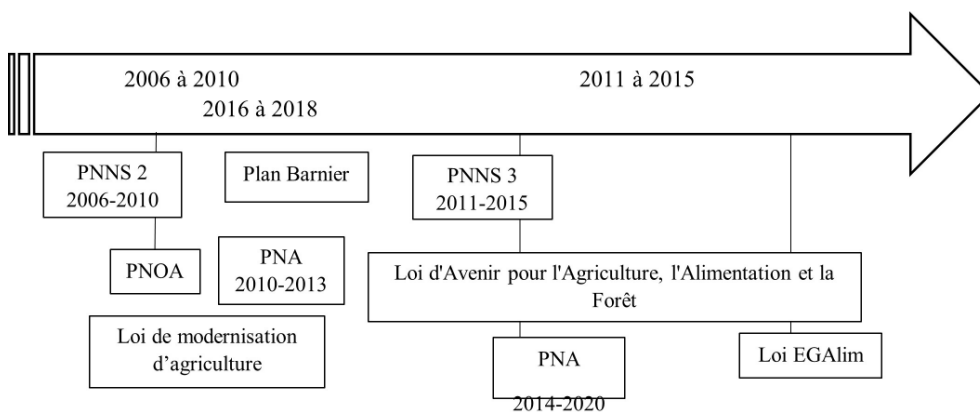 2006 à 2010
2011 à 2015
2016 à 2018
PNNS 2
2006-2010
Plan Barnier
PNNS 3
2011-2015
PNOA
PNA
2010-2013
Loi d'Avenir pour l'Agriculture, l'Alimentation et la
Forêt
Loi de modernisation
d’agriculture
PNA
2014-2020
Loi EGAlim